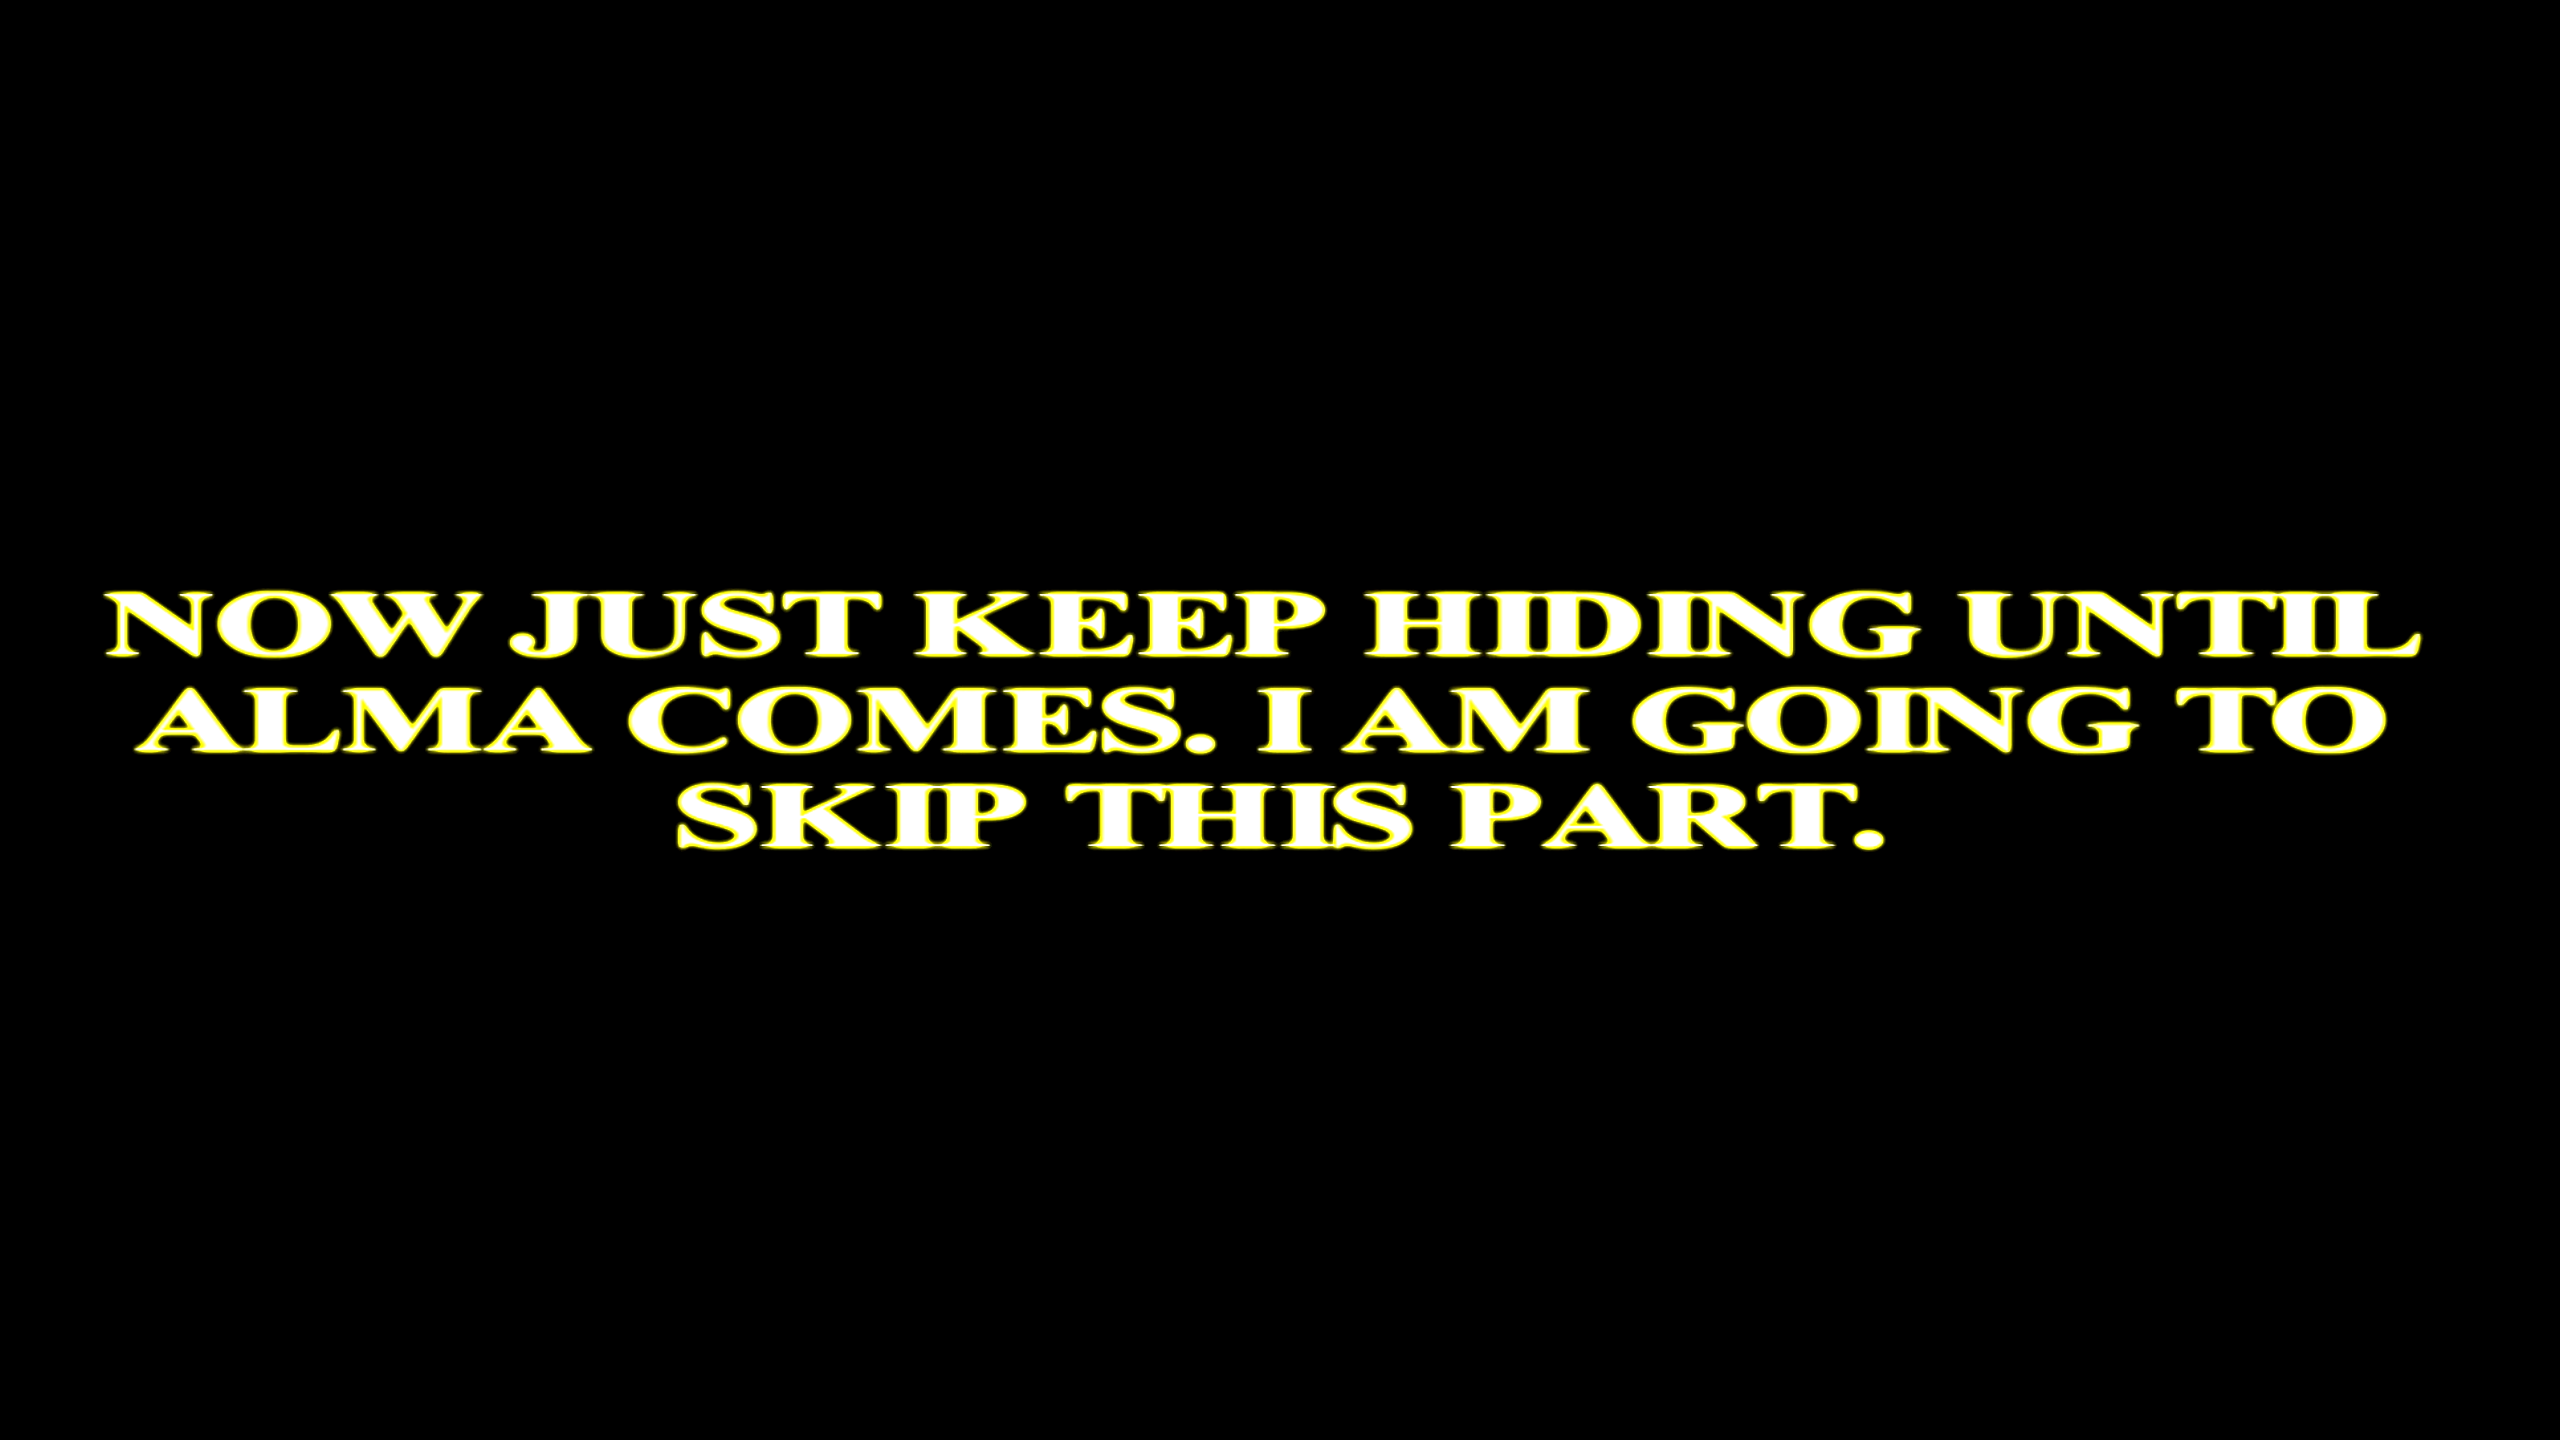 NOW JUST KEEP HIDING UNTIL
ALMA COMES. I AM GOING TO
SKIP THIS PART.